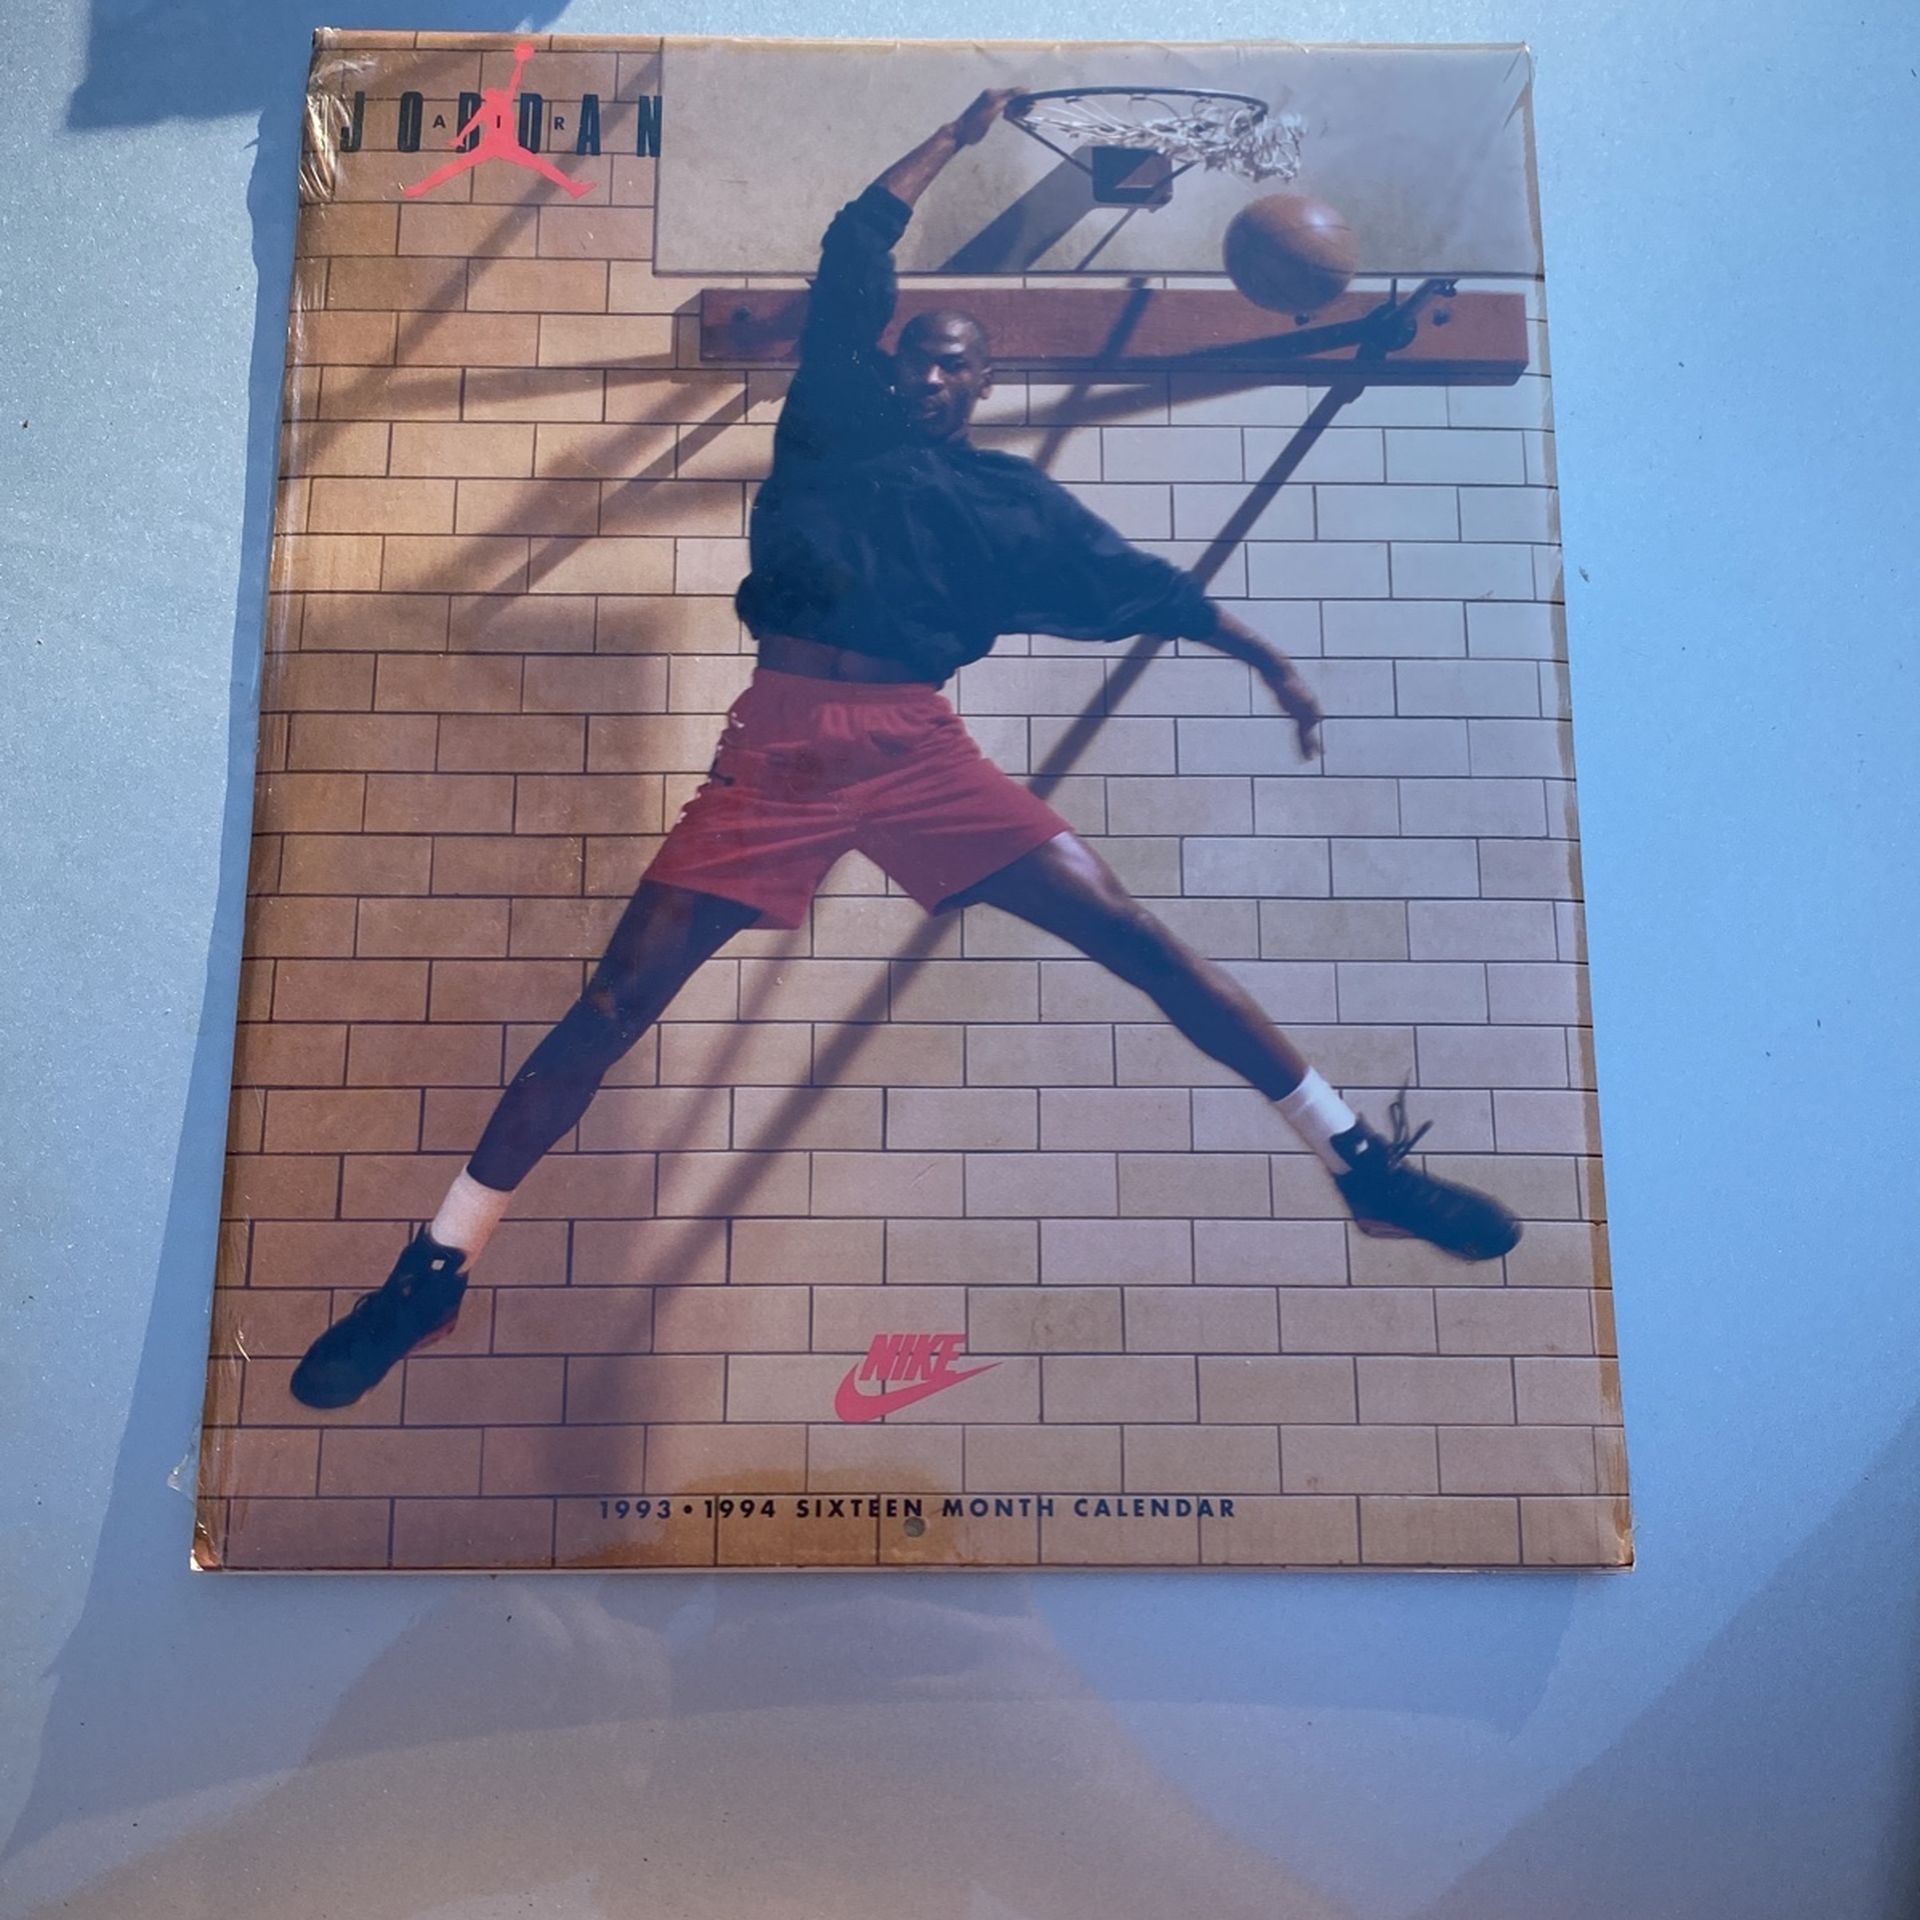 JORDAN
AIR
NIKE
1993 • 1994 SIXTEEN MONTH CALENDAR